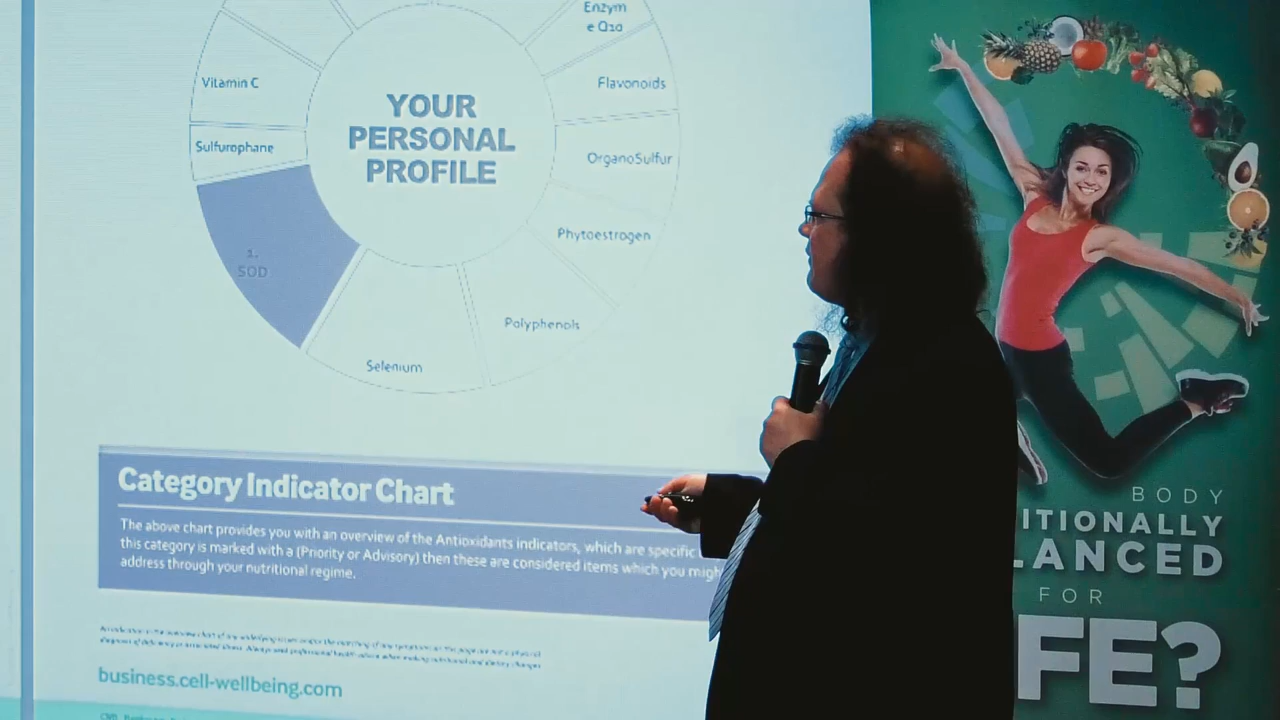 Enzym
e Q10
Vitamin C
Flavonoids
YOUR
PERSONAL
PROFILE
Sulfurophane
OrganoSulfur
Phytoestrogen
1.
SOD
Polyphenols
Selenium
Category Indicator Chart
The above chart provides you with an overview of the Antioxidants indicators, which are specific
this category is marked with a (Priority or Advisory) then these are considered items which you migh
address through your nutritional regime.
business.cell-wellbeing.com
BODY
ITIONALLY
LANCED
FOR
FE?